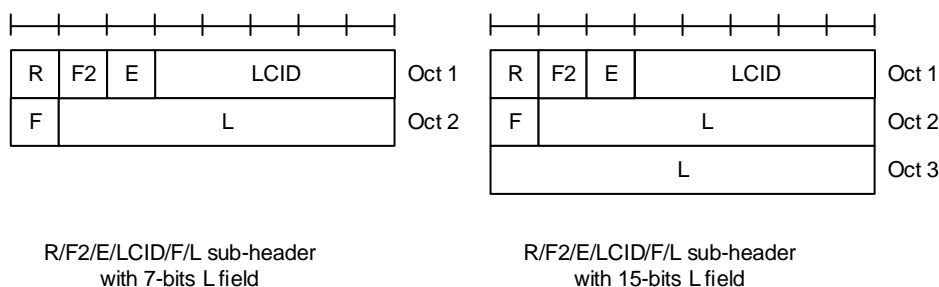 R F2 E LCID Oct 1
F L Oct 2
R/F2/E/LCID/F/L sub-header
with 7-bits L field
R F2 E LCID Oct 1
F L Oct 2
L Oct 3
R/F2/E/LCID/F/L sub-header
with 15-bits L field